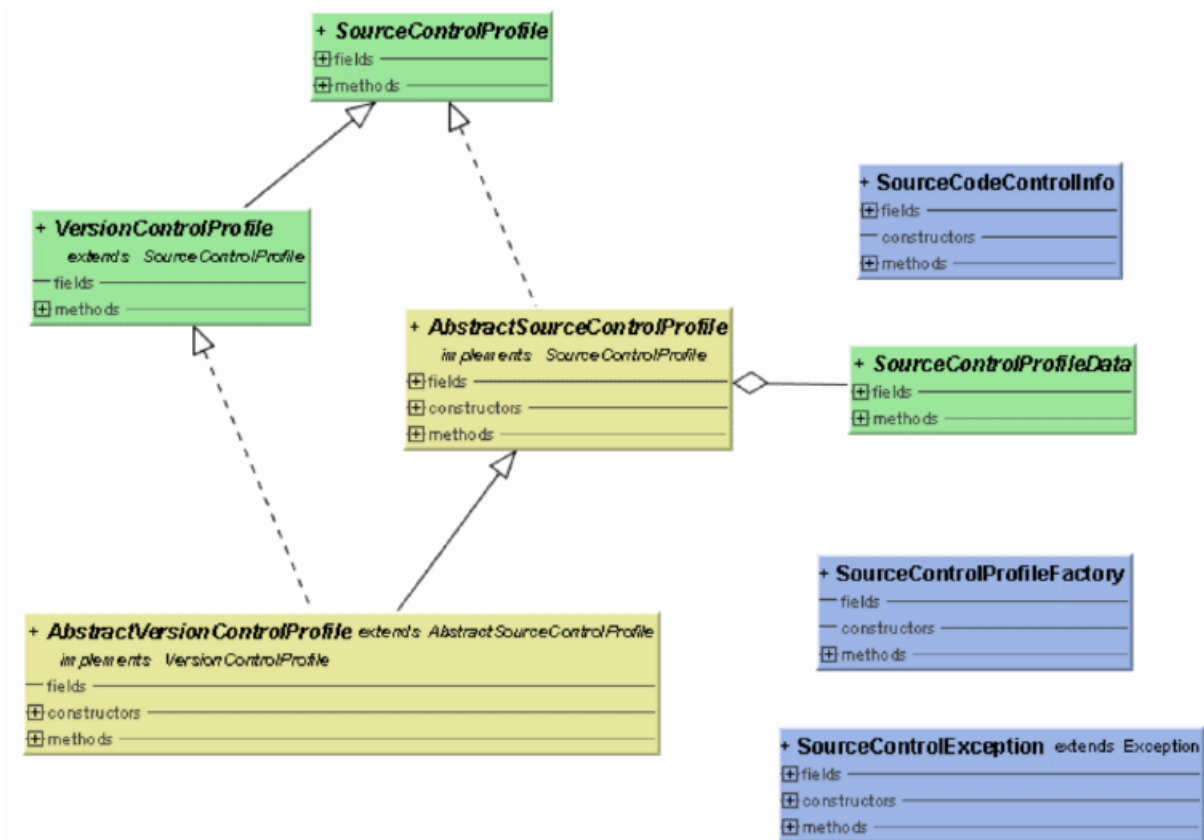 + SourceControlProfile
+ fields
+ methods
+ VersionControlProfile
extends SourceControlProfile
fields
+ methods
+ SourceCodeControlInfo
+ fields
constructors
+ methods
+ AbstractSourceControlProfile
implements SourceControlProfile
+ fields
+ constructors
+ methods
+ SourceControlProfileData
+ fields
+ methods
+ SourceControlProfileFactory
fields
constructors
+ methods
+ AbstractVersionControlProfile extends AbstractSourceControlProfile
implements VersionControlProfile
fields
+ constructors
+ methods
+ SourceControlException extends Exception
+ fields
+ constructors
+ methods